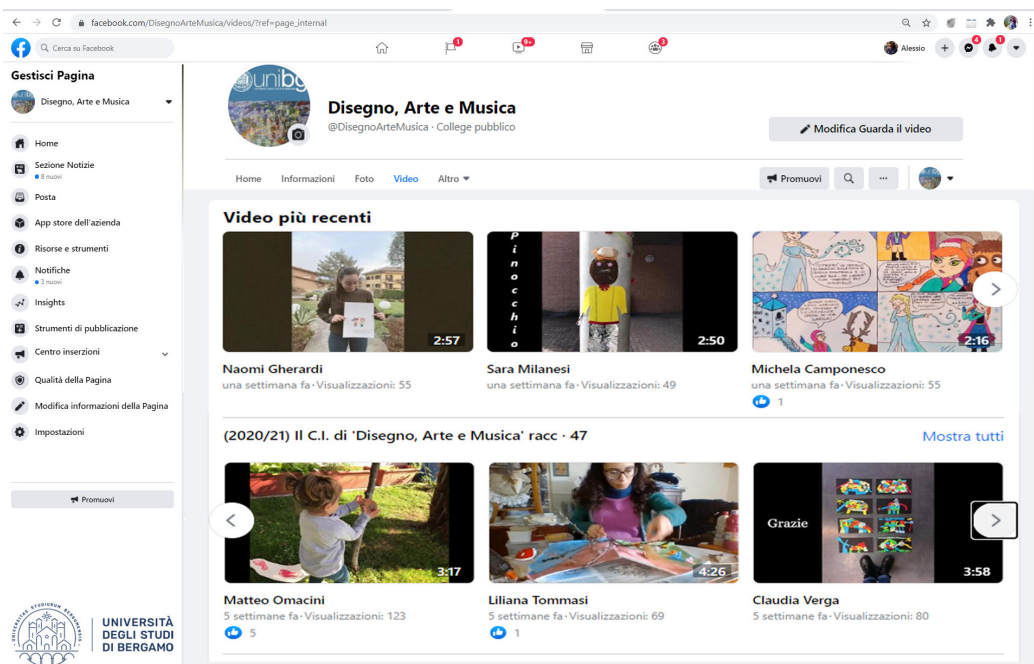 facebook.com/DisegnoArteMusica/videos/?ref=page_internal
Cerca su Facebook
1
9+
3
Alessio
4
1
Gestisci Pagina
Disegno, Arte e Musica
Home
Sezione Notizie
8 nuovi
Posta
App store dell'azienda
Risorse e strumenti
Notifiche
3 nuovi
Insights
Strumenti di pubblicazione
Centro inserzioni
Qualità della Pagina
Modifica informazioni della Pagina
Impostazioni
Promuovi
UNIVERSITÀ
DEGLI STUDI
DI BERGAMO
unibg
Disegno, Arte e Musica
@DisegnoArteMusica · College pubblico
Modifica Guarda il video
Home Informazioni Foto Video Altro
Promuovi
Video più recenti
2:57
Pinocchio
2:50
2:16
Naomi Gherardi
una settimana fa · Visualizzazioni: 55
Sara Milanesi
una settimana fa · Visualizzazioni: 49
Michela Camponesco
una settimana fa · Visualizzazioni: 55
1
(2020/21) Il C.I. di 'Disegno, Arte e Musica' racc · 47
Mostra tutti
3:17
4:26
Grazie
3:58
Matteo Omacini
5 settimane fa · Visualizzazioni: 123
5
Liliana Tommasi
5 settimane fa · Visualizzazioni: 69
1
Claudia Verga
5 settimane fa · Visualizzazioni: 80